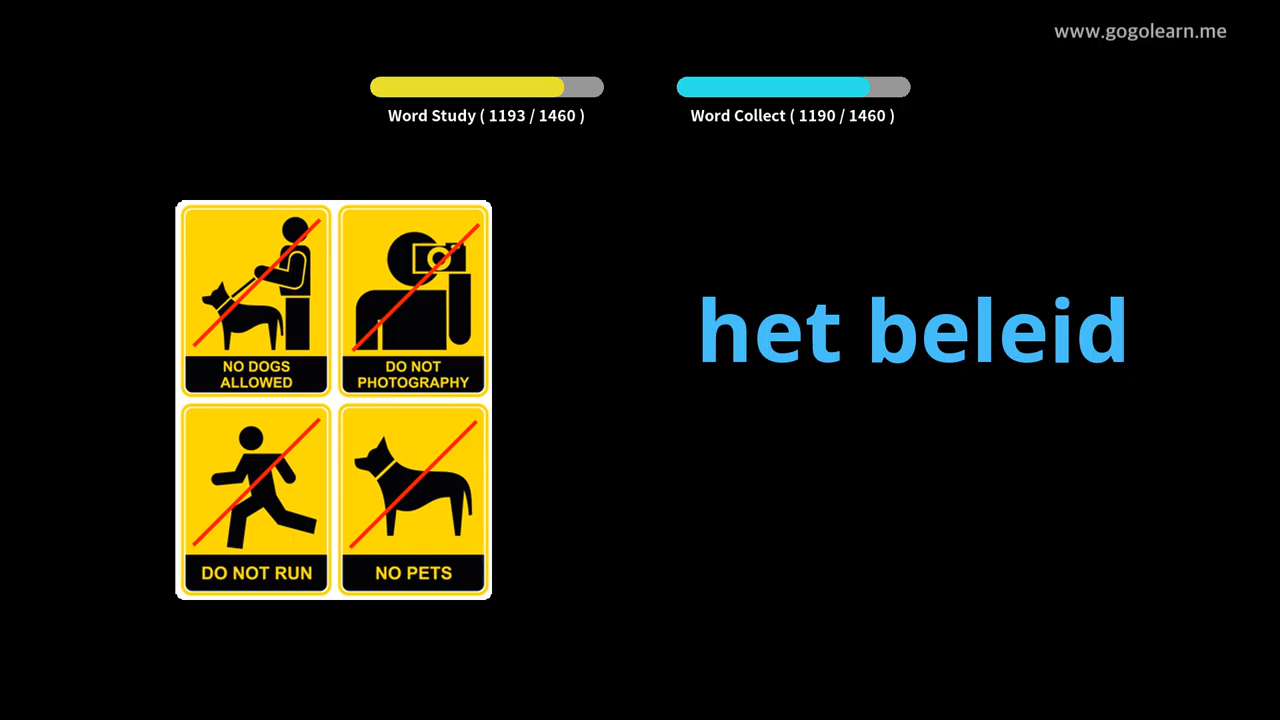 www.gogolearn.me
Word Study ( 1193 / 1460 )
Word Collect ( 1190 / 1460 )
NO DOGS
ALLOWED
DO NOT
PHOTOGRAPHY
het beleid
DO NOT RUN
NO PETS